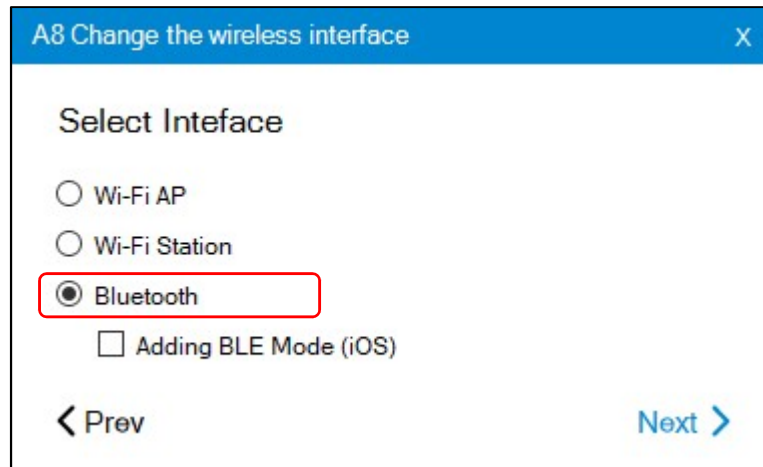 A8 Change the wireless interface X
Select Inteface
Wi-Fi AP
Wi-Fi Station
Bluetooth
Adding BLE Mode (iOS)
Prev Next